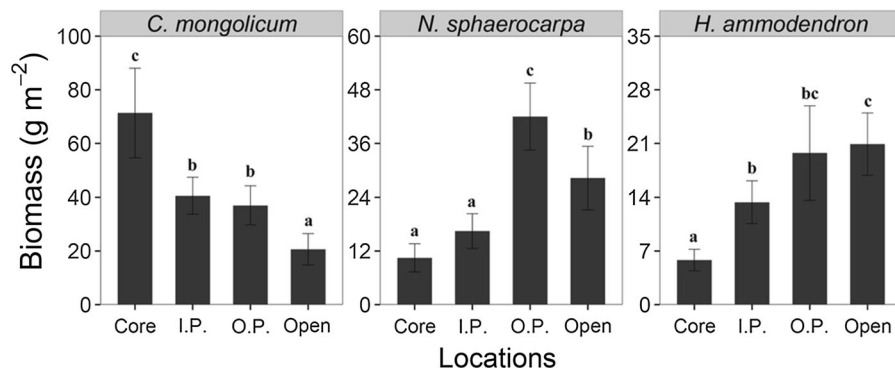 C. mongolicum
N. sphaerocarpa
H. ammodendron
Biomass (g m⁻²)
100
80
60
40
20
0
c
b
b
a
Core I.P. O.P. Open
60
48
36
24
12
0
a
a
c
b
Core I.P. O.P. Open
35
28
21
14
7
0
a
b
bc
c
Core I.P. O.P. Open
Locations